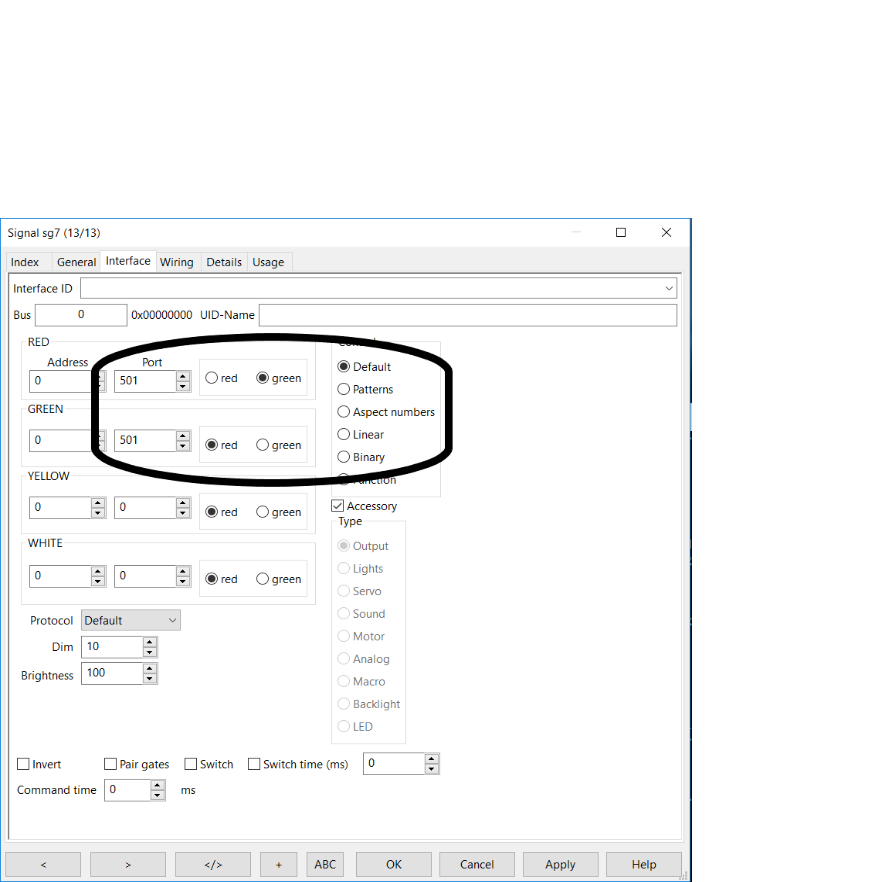 Signal sg7 (13/13)
Index General Interface Wiring Details Usage
Interface ID
Bus 0 0x00000000 UID-Name
RED
Address Port
0 501 red green
GREEN
0 501 red green
YELLOW
0 0 red green
WHITE
0 0 red green
Default
Patterns
Aspect numbers
Linear
Binary
Function
Accessory
Type
Output
Lights
Servo
Sound
Motor
Analog
Macro
Backlight
LED
Protocol Default
Dim 10
Brightness 100
Invert Pair gates Switch Switch time (ms) 0
Command time 0 ms
< > </> + ABC OK Cancel Apply Help